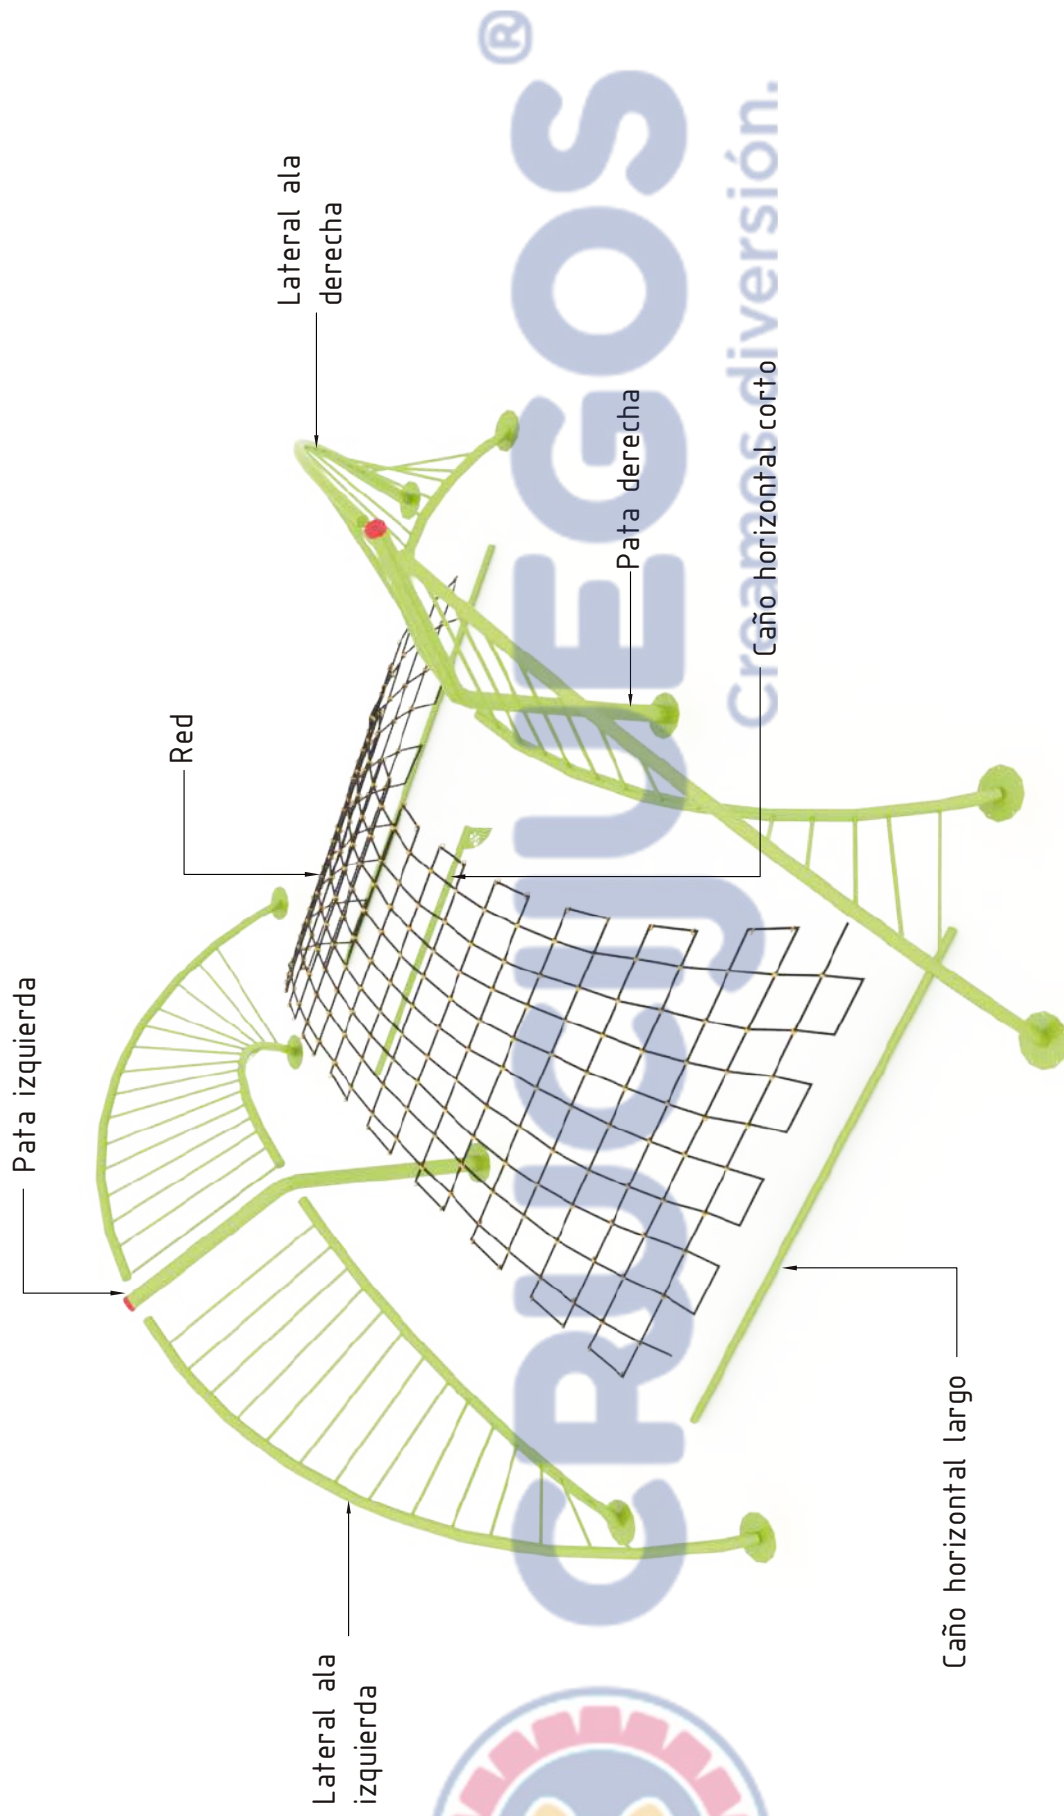 Lateral ala
izquierda
Pata izquierda
Red
Lateral ala
derecha
Pata derecha
Caño horizontal corto
Caño horizontal largo
CRUCIJUEGOS®
Creamos diversión.